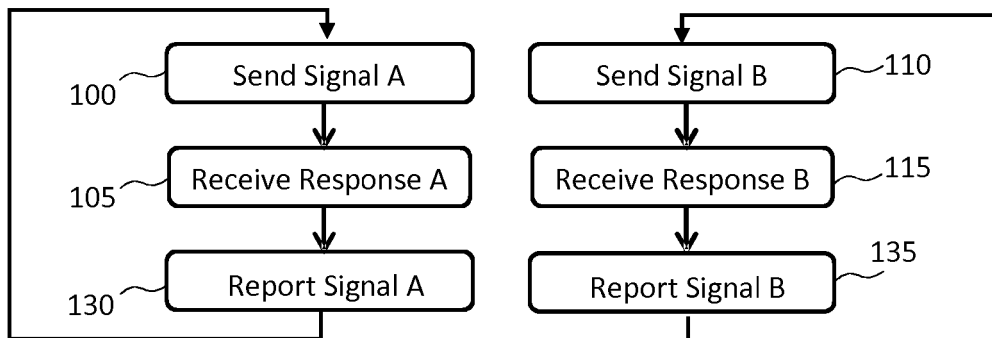 Send Signal A
100
Receive Response A
105
Report Signal A
130
Send Signal B
110
Receive Response B
115
Report Signal B
135